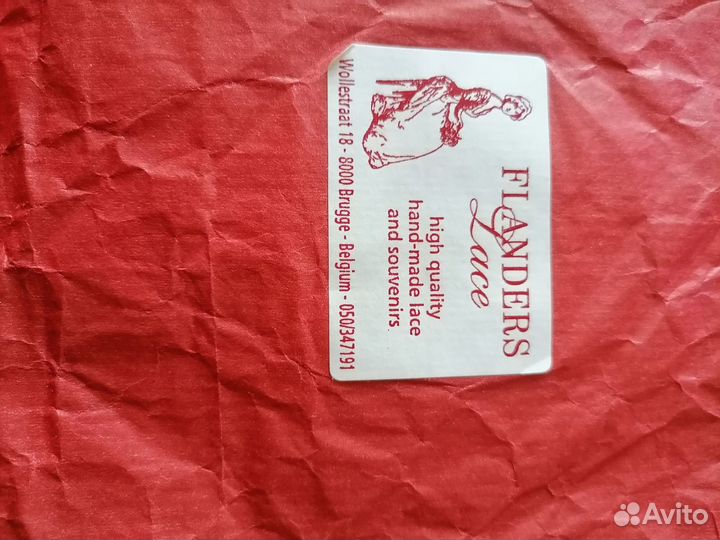 FLANDERS
Lace
high quality
hand-made lace
and souvenirs
Wollestraat 18 - 8000 Brugge - Belgium - 050/347191
Avito